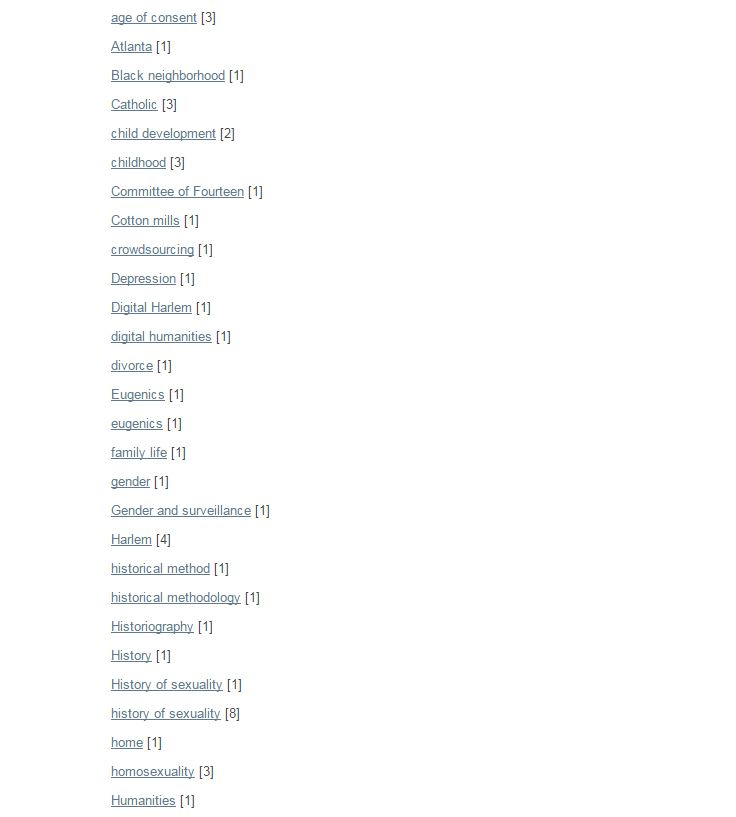 age of consent [3]
Atlanta [1]
Black neighborhood [1]
Catholic [3]
child development [2]
childhood [3]
Committee of Fourteen [1]
Cotton mills [1]
crowdsourcing [1]
Depression [1]
Digital Harlem [1]
digital humanities [1]
divorce [1]
Eugenics [1]
eugenics [1]
family life [1]
gender [1]
Gender and surveillance [1]
Harlem [4]
historical method [1]
historical methodology [1]
Historiography [1]
History [1]
History of sexuality [1]
history of sexuality [8]
home [1]
homosexuality [3]
Humanities [1]